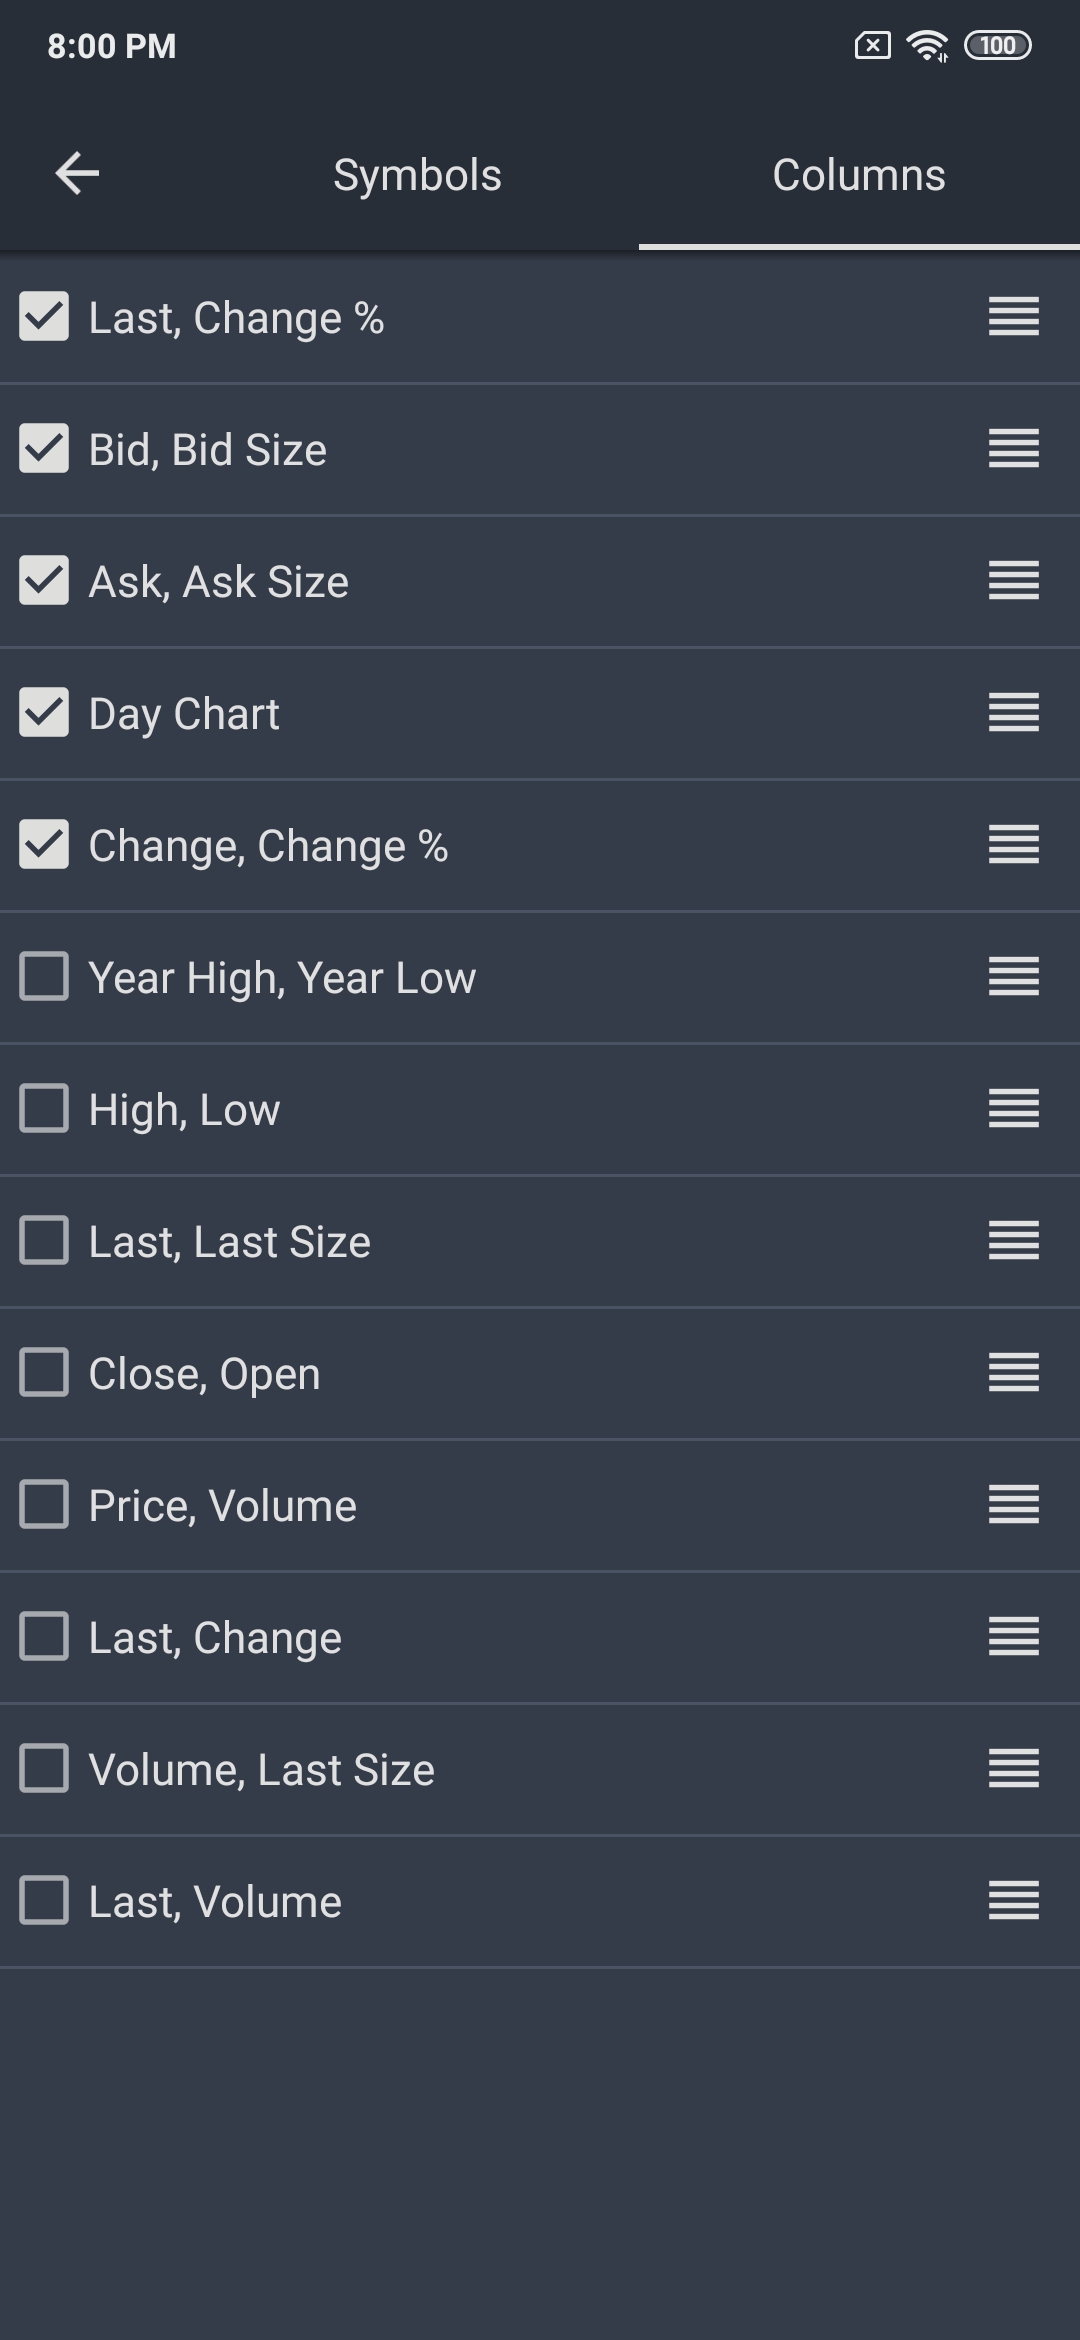 8:00 PM
100
Symbols
Columns
Last, Change %
Bid, Bid Size
Ask, Ask Size
Day Chart
Change, Change %
Year High, Year Low
High, Low
Last, Last Size
Close, Open
Price, Volume
Last, Change
Volume, Last Size
Last, Volume